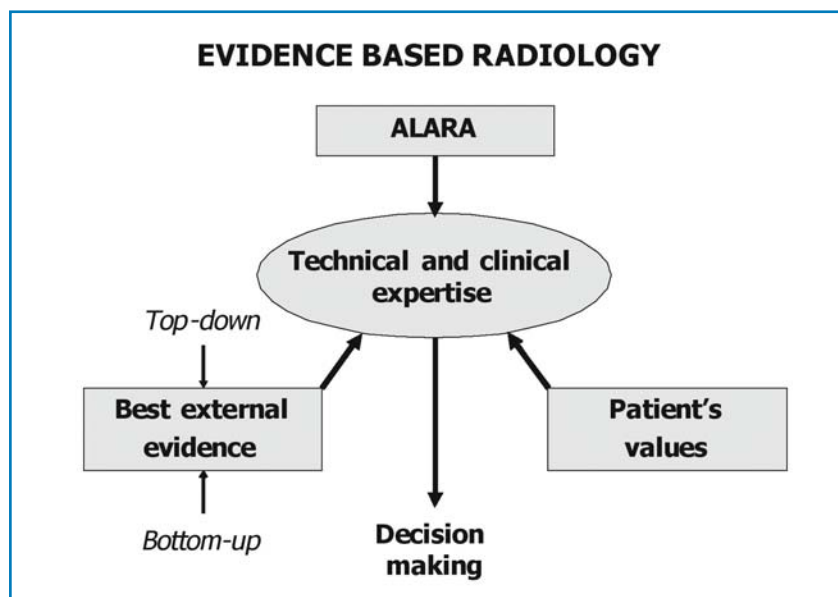 EVIDENCE BASED RADIOLOGY
ALARA
Technical and clinical
expertise
Top-down
Best external
evidence
Patient's
values
Bottom-up
Decision
making